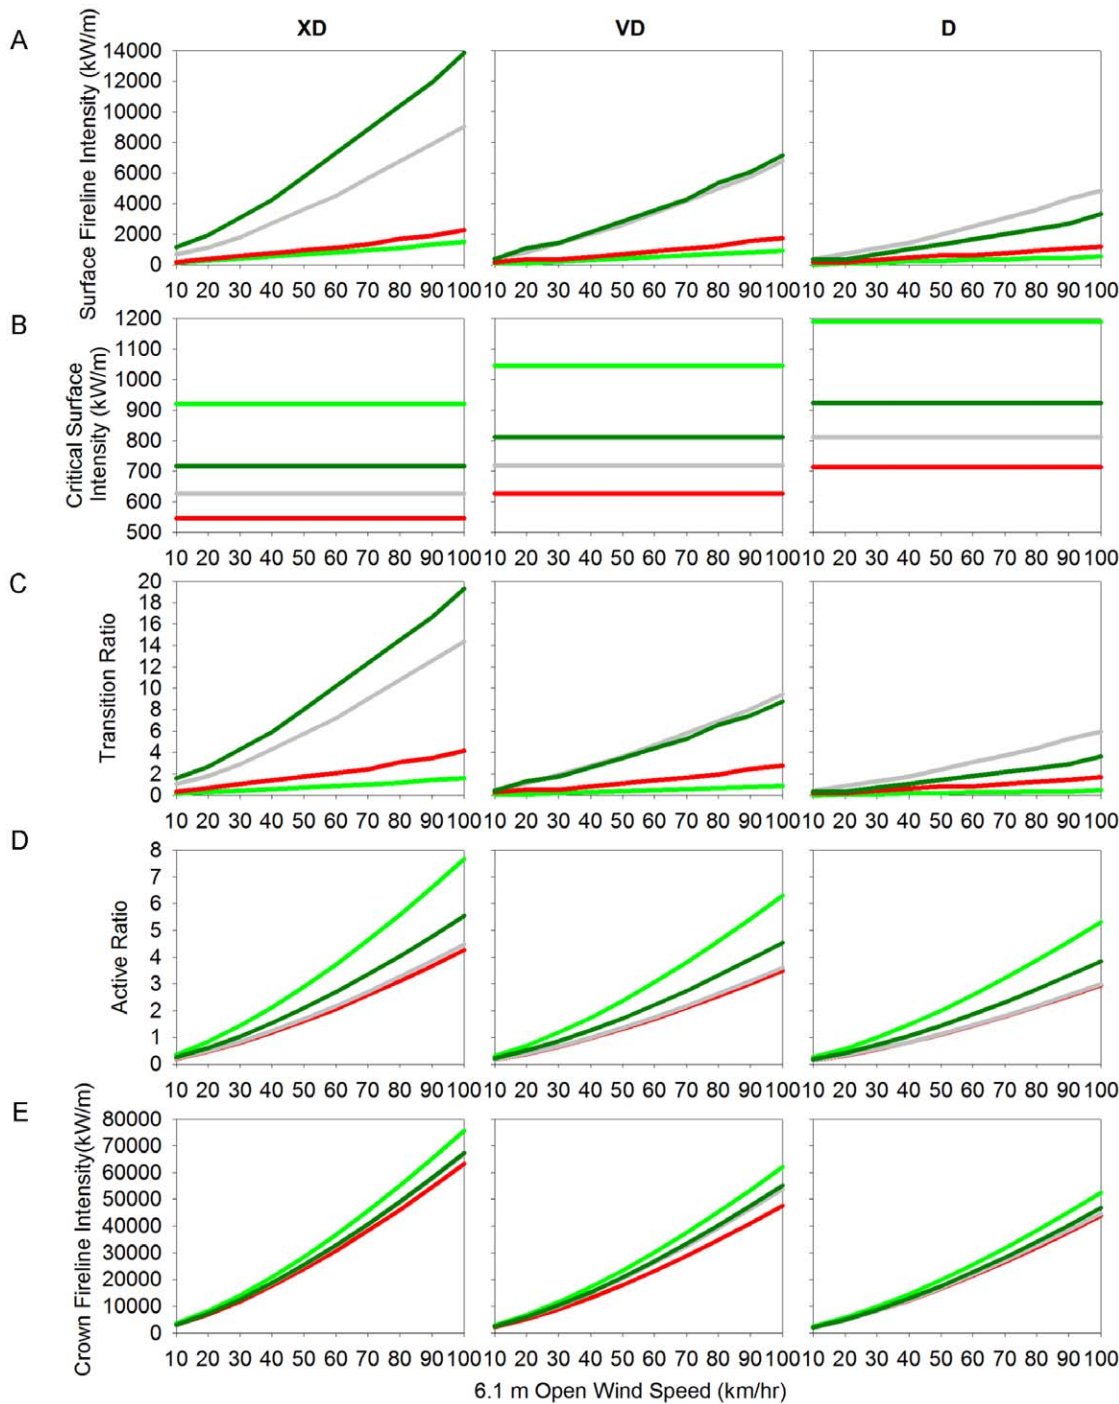 A
XD
VD
D
Surface Fireline Intensity (kW/m)
14000
12000
10000
8000
6000
4000
2000
0
10 20 30 40 50 60 70 80 90 100 10 20 30 40 50 60 70 80 90 100 10 20 30 40 50 60 70 80 90 100
B
Critical Surface
Intensity (kW/m)
1200
1100
1000
900
800
700
600
500
10 20 30 40 50 60 70 80 90 100 10 20 30 40 50 60 70 80 90 100 10 20 30 40 50 60 70 80 90 100
C
Transition Ratio
20
18
16
14
12
10
8
6
4
2
0
10 20 30 40 50 60 70 80 90 100 10 20 30 40 50 60 70 80 90 100 10 20 30 40 50 60 70 80 90 100
D
Active Ratio
8
7
6
5
4
3
2
1
0
10 20 30 40 50 60 70 80 90 100 10 20 30 40 50 60 70 80 90 100 10 20 30 40 50 60 70 80 90 100
E
Crown Fireline Intensity(kW/m)
80000
70000
60000
50000
40000
30000
20000
10000
0
10 20 30 40 50 60 70 80 90 100 10 20 30 40 50 60 70 80 90 100 10 20 30 40 50 60 70 80 90 100
6.1 m Open Wind Speed (km/hr)